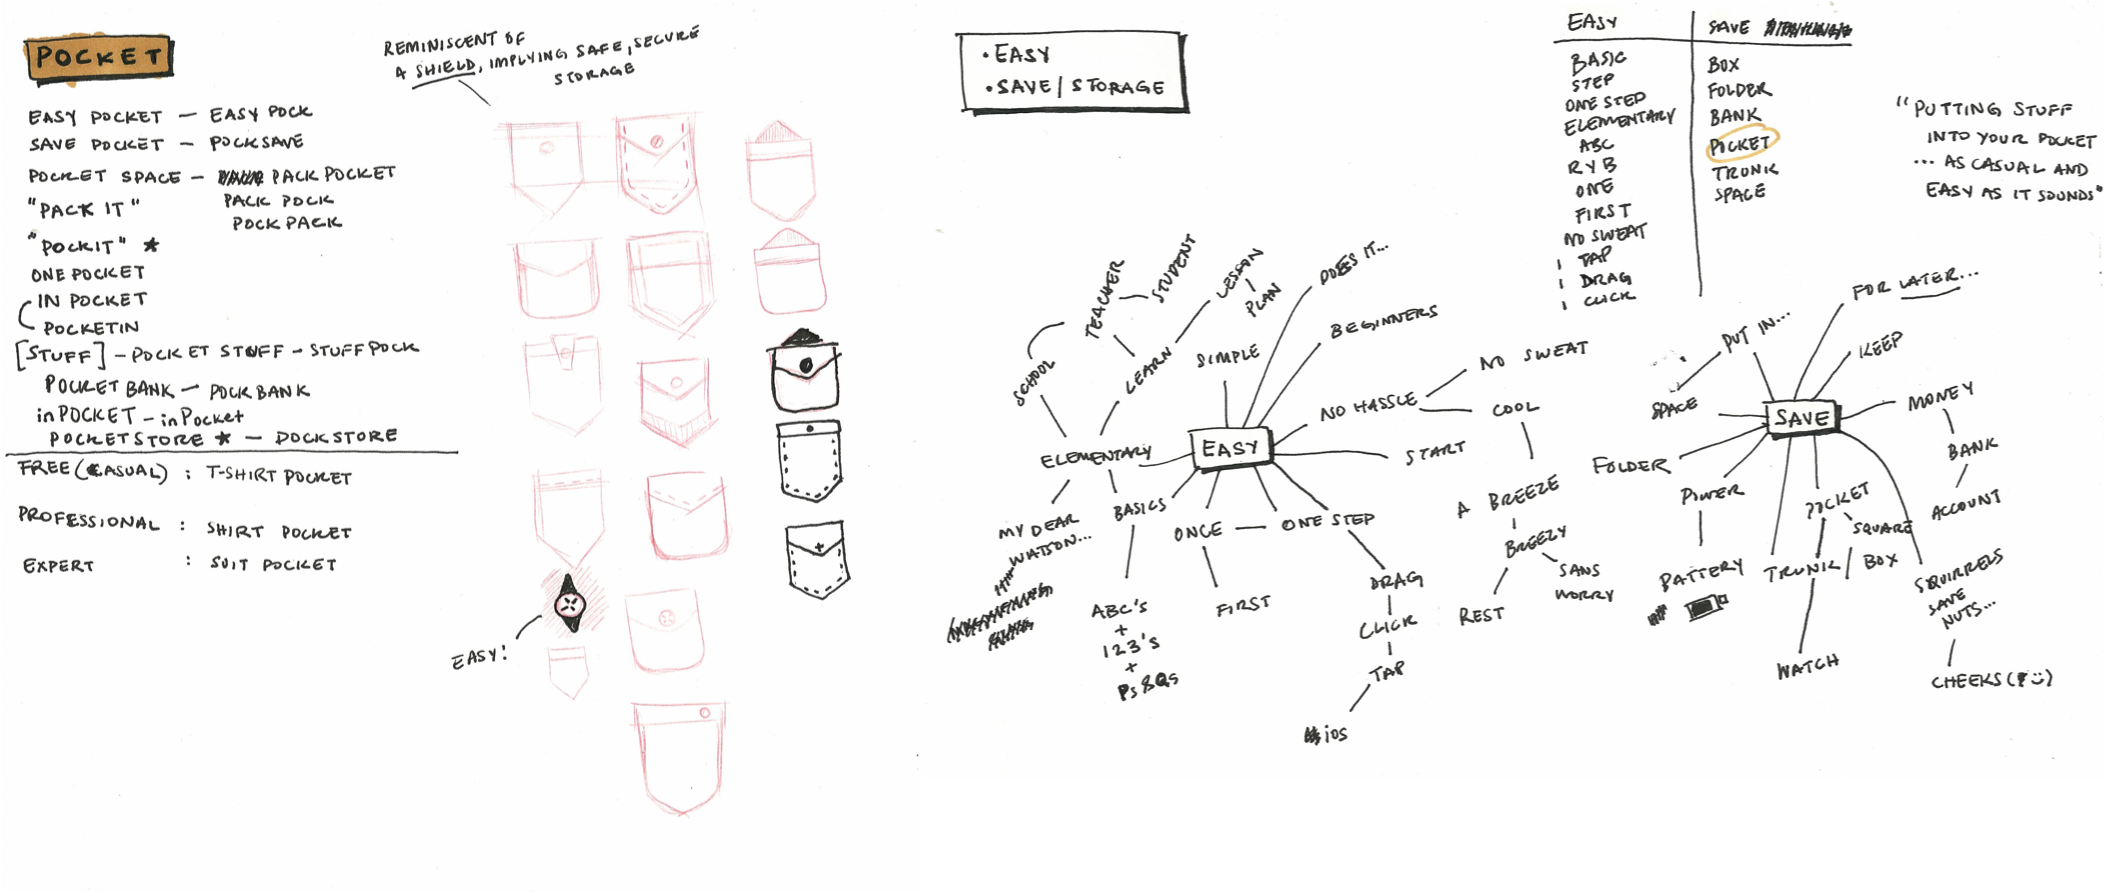 POCKET
REMINISCENT OF
A SHIELD, IMPLYING SAFE, SECURE
STORAGE
EASY POCKET — EASY POCK
SAVE POCKET — POCKSAVE
POCKET SPACE — PACK POCKET
"PACK IT" PACK POCK
POCK PACK
"POCKIT" ★
ONE POCKET
IN POCKET
POCKETIN
[STUFF] — POCKET STUFF — STUFF POCK
POCKET BANK — POCK BANK
inPOCKET — inPocket
POCKETSTORE ★ — POCKSTORE
FREE (CASUAL) : T-SHIRT POCKET
PROFESSIONAL : SHIRT POCKET
EXPERT : SUIT POCKET
EASY!
• EASY
• SAVE / STORAGE
EASY
BASIC
STEP
ONE STEP
ELEMENTARY
ABC
RYB
ONE
FIRST
NO SWEAT
1 TAP
1 DRAG
1 CLICK
SAVE
BOX
FOLDER
BANK
POCKET
TRUNK
SPACE
"PUTTING STUFF
INTO YOUR POCKET
... AS CASUAL AND
EASY AS IT SOUNDS"
EASY
SIMPLE
DOES IT...
BEGINNERS
NO HASSLE
NO SWEAT
COOL
A BREEZE
BREEZY
REST
SANS
WORRY
START
ONE STEP
DRAG
CLICK
TAP
iOS
ONCE
FIRST
BASICS
ABC'S
+
123'S
+
Ps & Qs
ELEMENTARY
MY DEAR
WATSON...
SCHOOL
TEACHER
STUDENT
LEARN
LESSON
PLAN
SAVE
PUT IN...
FOR LATER...
KEEP
MONEY
BANK
ACCOUNT
SPACE
FOLDER
POWER
BATTERY
TRUNK
POCKET
SQUARE
BOX
WATCH
SQUIRRELS
SAVE
NUTS...
CHEEKS